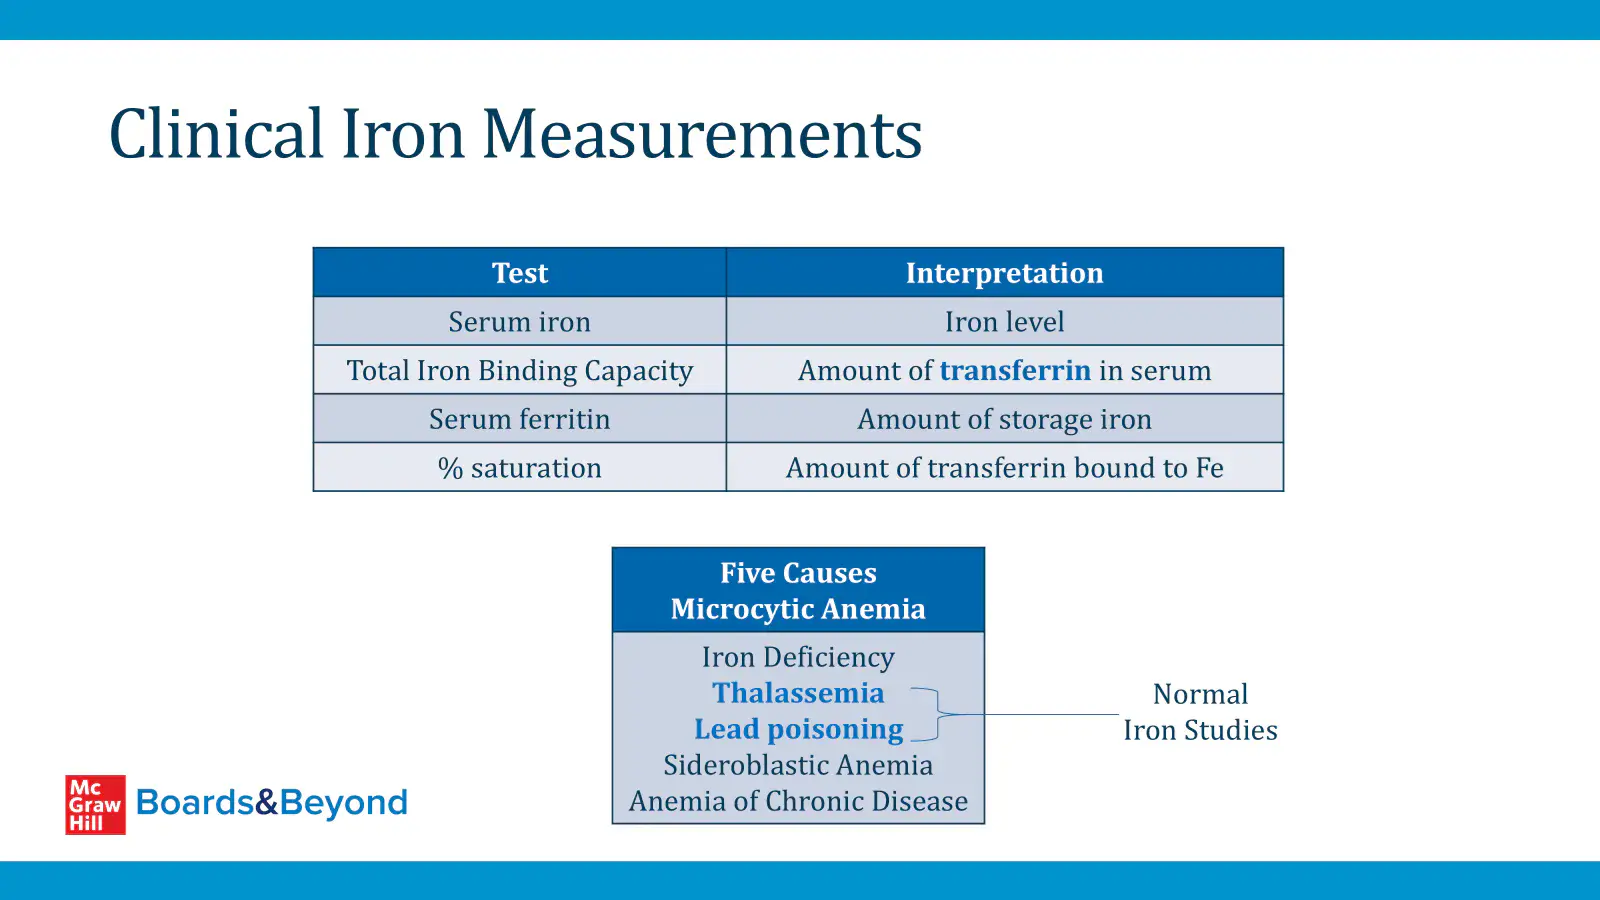 Clinical Iron Measurements
Test Interpretation
Serum iron Iron level
Total Iron Binding Capacity Amount of transferrin in serum
Serum ferritin Amount of storage iron
% saturation Amount of transferrin bound to Fe
Five Causes
Microcytic Anemia
Iron Deficiency
Thalassemia
Lead poisoning
Sideroblastic Anemia
Anemia of Chronic Disease
Normal
Iron Studies
Mc
Graw
Hill
Boards&Beyond